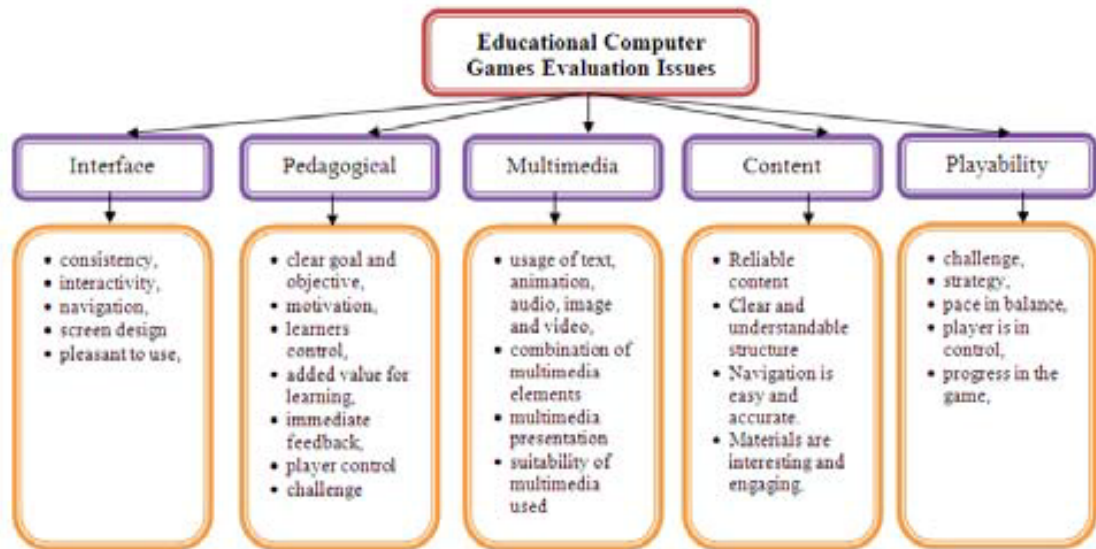 Educational Computer
Games Evaluation Issues
Interface
Pedagogical
Multimedia
Content
Playability
• consistency,
• interactivity,
• navigation,
• screen design
• pleasant to use,
• clear goal and
objective,
• motivation,
• learners
control,
• added value for
learning,
• immediate
feedback,
• player control
• challenge
• usage of text,
animation,
audio, image
and video,
• combination of
multimedia
elements
• multimedia
presentation
• suitability of
multimedia
used
• Reliable
content
• Clear and
understandable
structure
• Navigation is
easy and
accurate.
• Materials are
interesting and
engaging.
• challenge,
• strategy,
• pace in balance,
• player is in
control,
• progress in the
game,